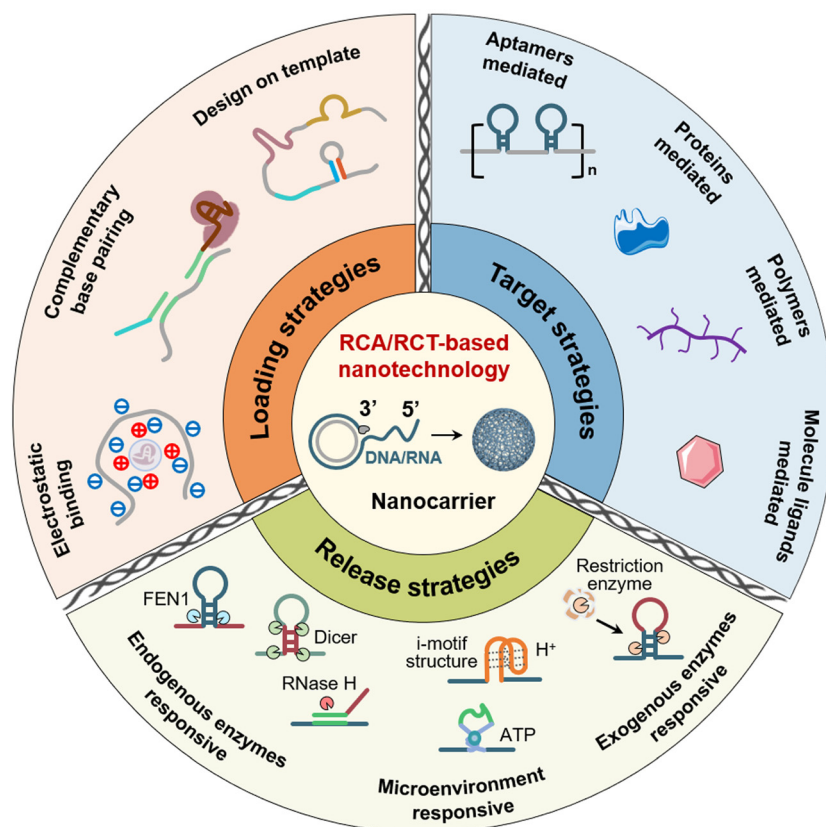 RCA/RCT-based
nanotechnology
3’ 5’
DNA/RNA
Nanocarrier
Loading strategies
Design on template
Complementary
base pairing
Electrostatic
binding
Target strategies
Aptamers
mediated
n
Proteins
mediated
Polymers
mediated
Molecule ligands
mediated
Release strategies
FEN1
Dicer
RNase H
Endogenous enzymes
responsive
i-motif
structure
H⁺
ATP
Microenvironment
responsive
Restriction
enzyme
Exogenous enzymes
responsive